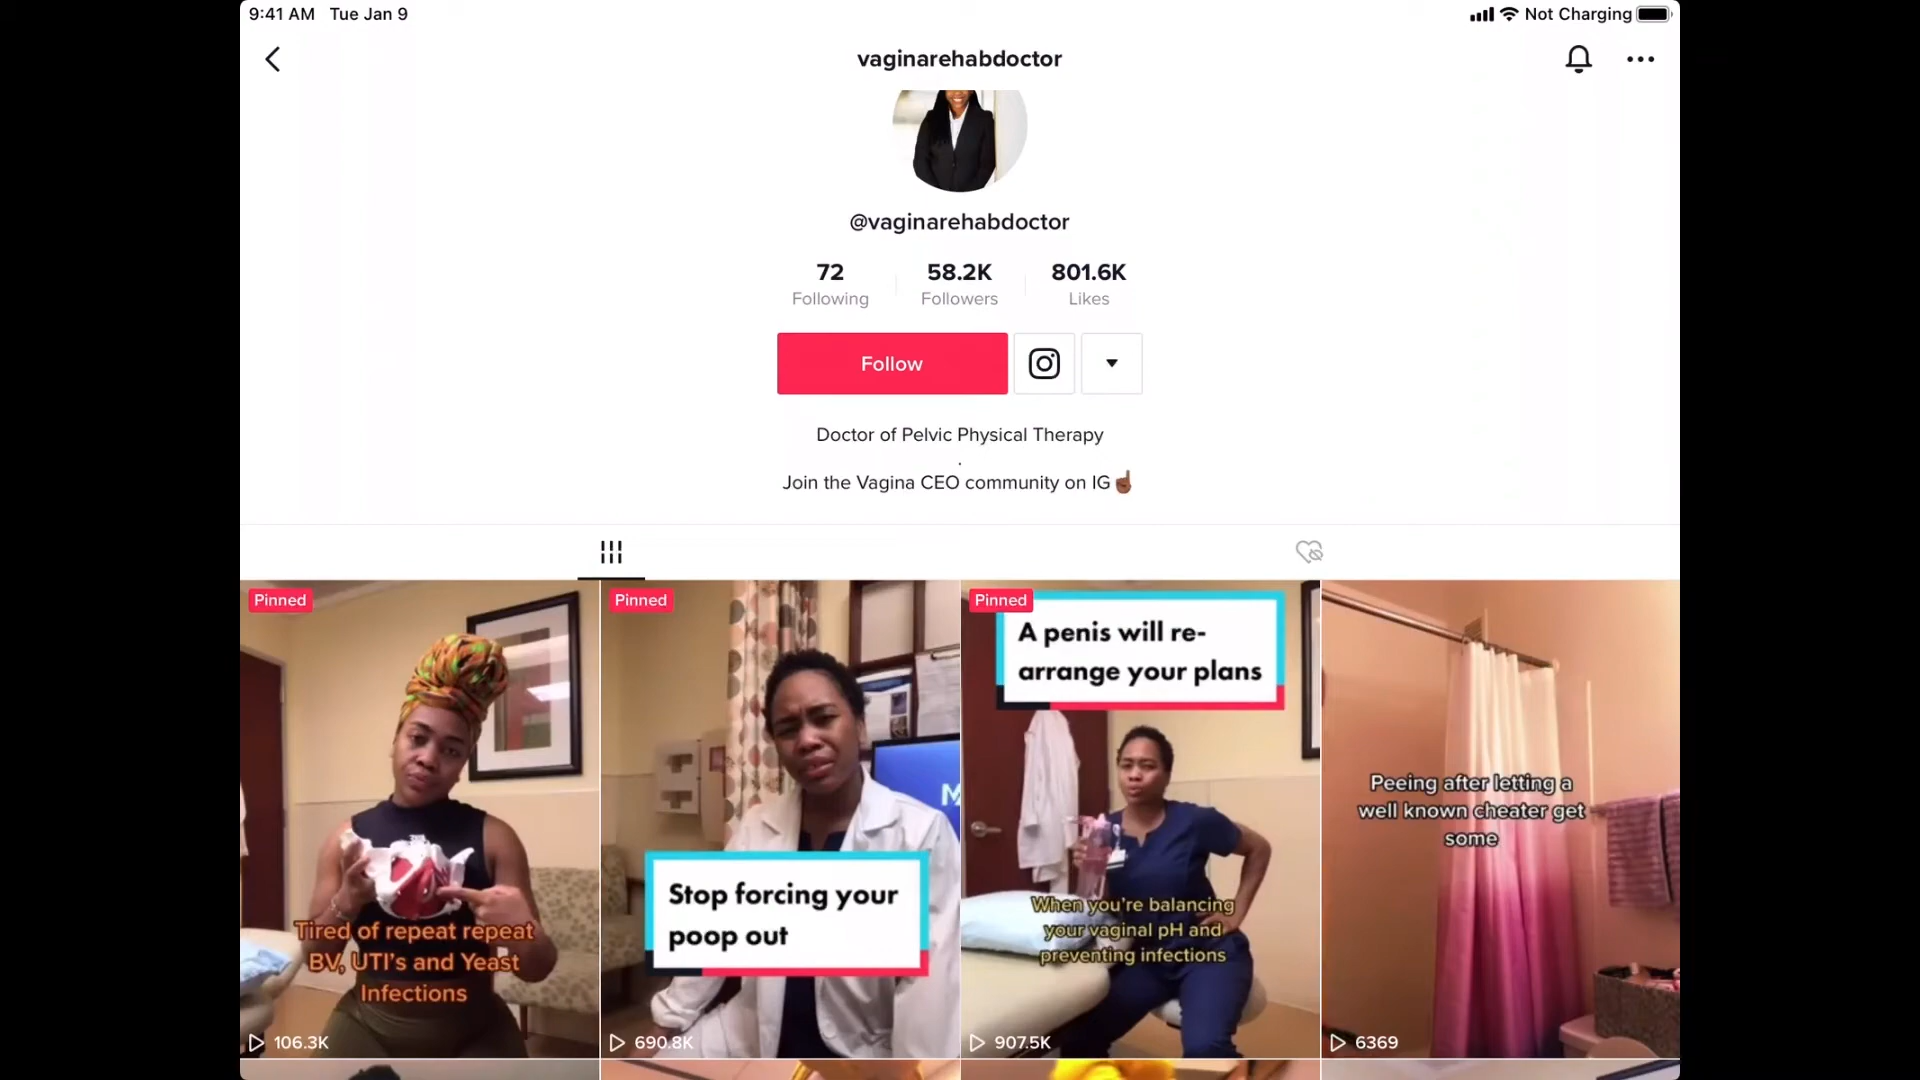 9:41 AM Tue Jan 9
Not Charging
vaginarehabdoctor
@vaginarehabdoctor
72
58.2K
801.6K
Following
Followers
Likes
Follow
Doctor of Pelvic Physical Therapy
.
Join the Vagina CEO community on IG☝🏾
Pinned
Tired of repeat repeat
BV, UTI's and Yeast
Infections
106.3K
Pinned
Stop forcing your
poop out
690.8K
Pinned
A penis will re-
arrange your plans
When you're balancing
your vaginal pH and
preventing infections
907.5K
Peeing after letting a
well known cheater get
some
6369